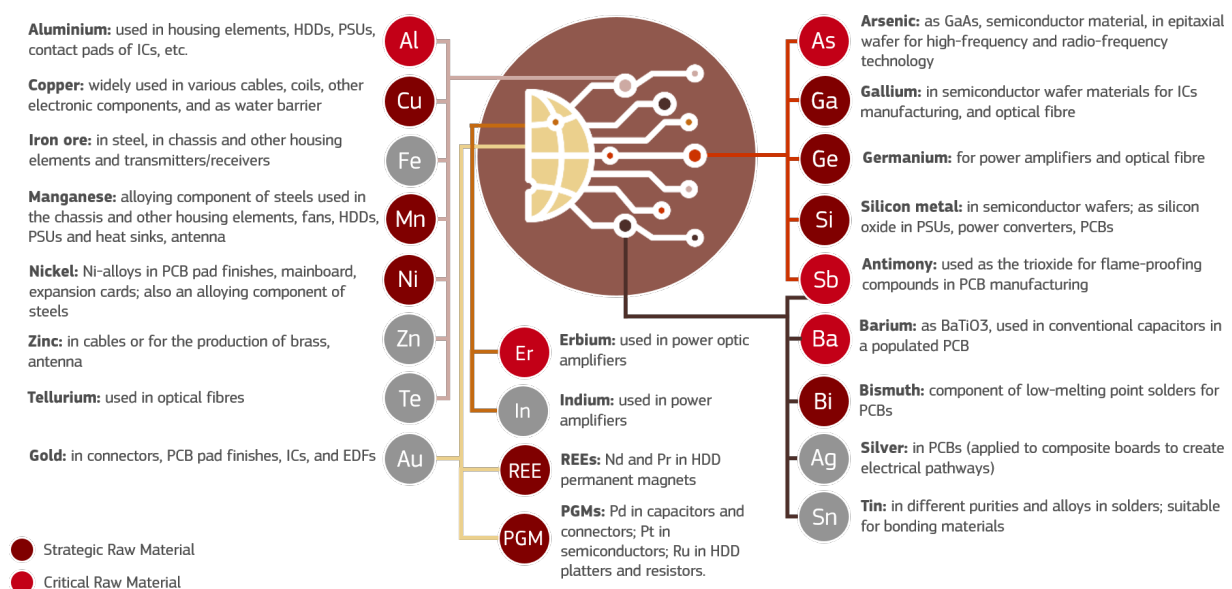 Aluminium: used in housing elements, HDDs, PSUs,
contact pads of ICs, etc.
Al
Copper: widely used in various cables, coils, other
electronic components, and as water barrier
Cu
Iron ore: in steel, in chassis and other housing
elements and transmitters/receivers
Fe
Manganese: alloying component of steels used in
the chassis and other housing elements, fans, HDDs,
PSUs and heat sinks, antenna
Mn
Nickel: Ni-alloys in PCB pad finishes, mainboard,
expansion cards; also an alloying component of
steels
Ni
Zinc: in cables or for the production of brass,
antenna
Zn
Tellurium: used in optical fibres
Te
Gold: in connectors, PCB pad finishes, ICs, and EDFs
Au
Er
Erbium: used in power optic
amplifiers
In
Indium: used in power
amplifiers
REE
REEs: Nd and Pr in HDD
permanent magnets
PGM
PGMs: Pd in capacitors and
connectors; Pt in
semiconductors; Ru in HDD
platters and resistors.
As
Arsenic: as GaAs, semiconductor material, in epitaxial
wafer for high-frequency and radio-frequency
technology
Ga
Gallium: in semiconductor wafer materials for ICs
manufacturing, and optical fibre
Ge
Germanium: for power amplifiers and optical fibre
Si
Silicon metal: in semiconductor wafers; as silicon
oxide in PSUs, power converters, PCBs
Sb
Antimony: used as the trioxide for flame-proofing
compounds in PCB manufacturing
Ba
Barium: as BaTiO3, used in conventional capacitors in
a populated PCB
Bi
Bismuth: component of low-melting point solders for
PCBs
Ag
Silver: in PCBs (applied to composite boards to create
electrical pathways)
Sn
Tin: in different purities and alloys in solders; suitable
for bonding materials
Strategic Raw Material
Critical Raw Material